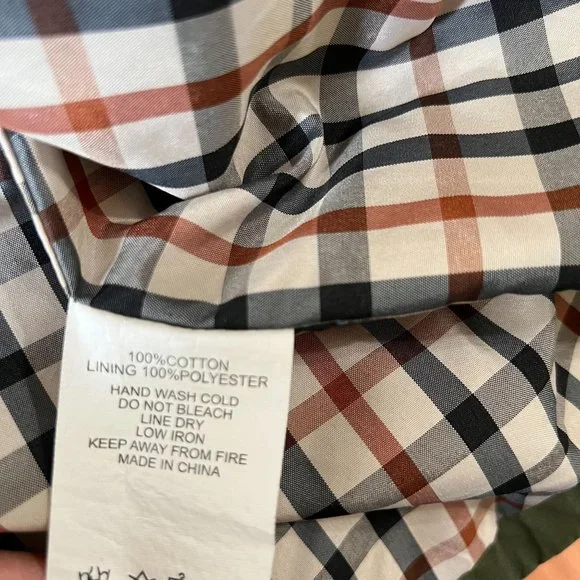 100%COTTON
LINING 100%POLYESTER
HAND WASH COLD
DO NOT BLEACH
LINE DRY
LOW IRON
KEEP AWAY FROM FIRE
MADE IN CHINA